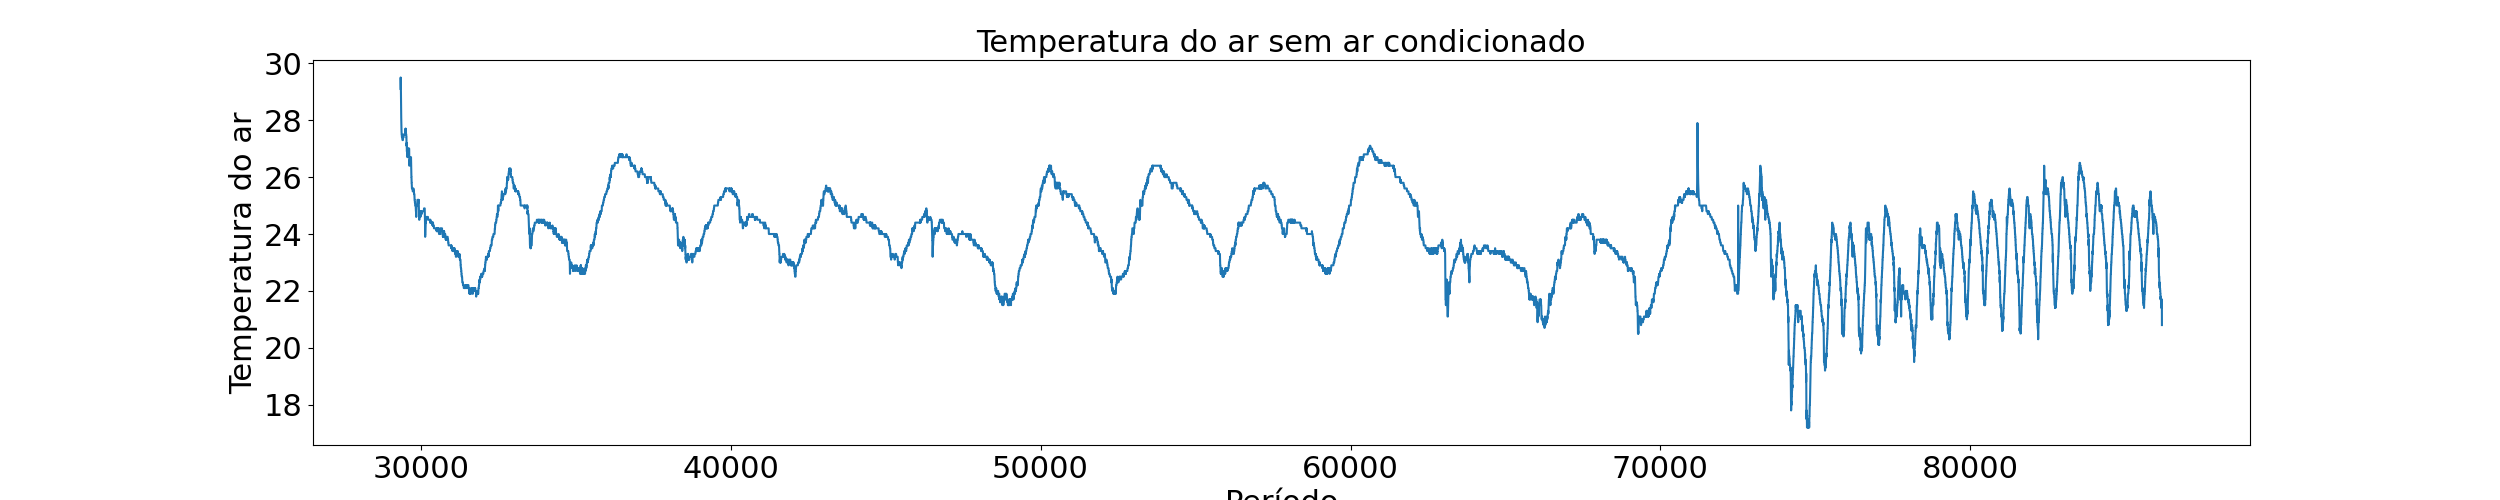 Temperatura do ar sem ar condicionado
Temperatura do ar
30
28
26
24
22
20
18
30000 40000 50000 60000 70000 80000
Período